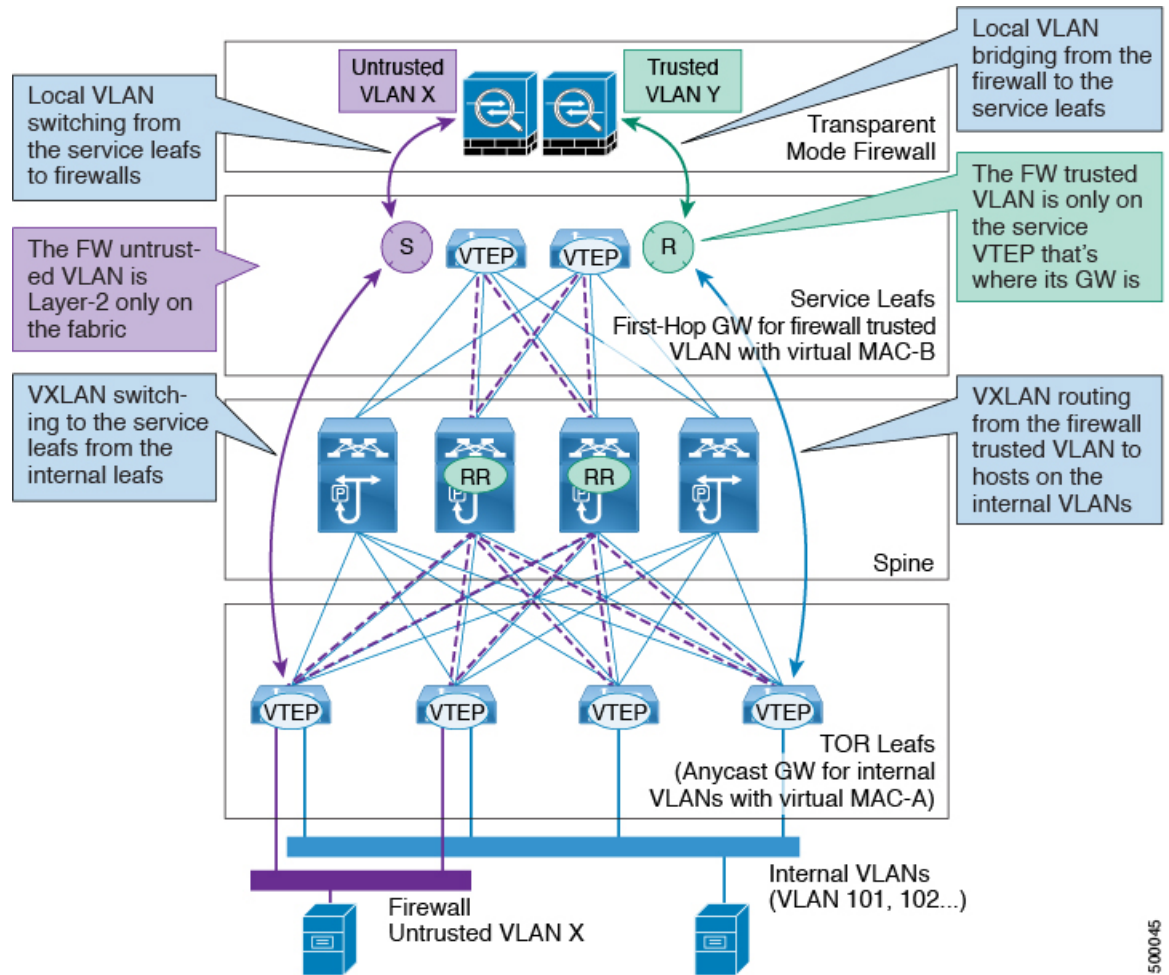 Untrusted
VLAN X
Trusted
VLAN Y
Local VLAN
switching from
the service leafs
to firewalls
Local VLAN
bridging from the
firewall to the
service leafs
Transparent
Mode Firewall
The FW untrust-
ed VLAN is
Layer-2 only on
the fabric
S
VTEP
VTEP
R
The FW trusted
VLAN is only on
the service
VTEP that's
where its GW is
Service Leafs
First-Hop GW for firewall trusted
VLAN with virtual MAC-B
VXLAN switch-
ing to the service
leafs from the
internal leafs
VXLAN routing
from the firewall
trusted VLAN to
hosts on the
internal VLANs
P
RR
P
RR
P
P
Spine
VTEP
VTEP
VTEP
VTEP
TOR Leafs
(Anycast GW for internal
VLANs with virtual MAC-A)
Internal VLANs
(VLAN 101, 102...)
Firewall
Untrusted VLAN X
500045